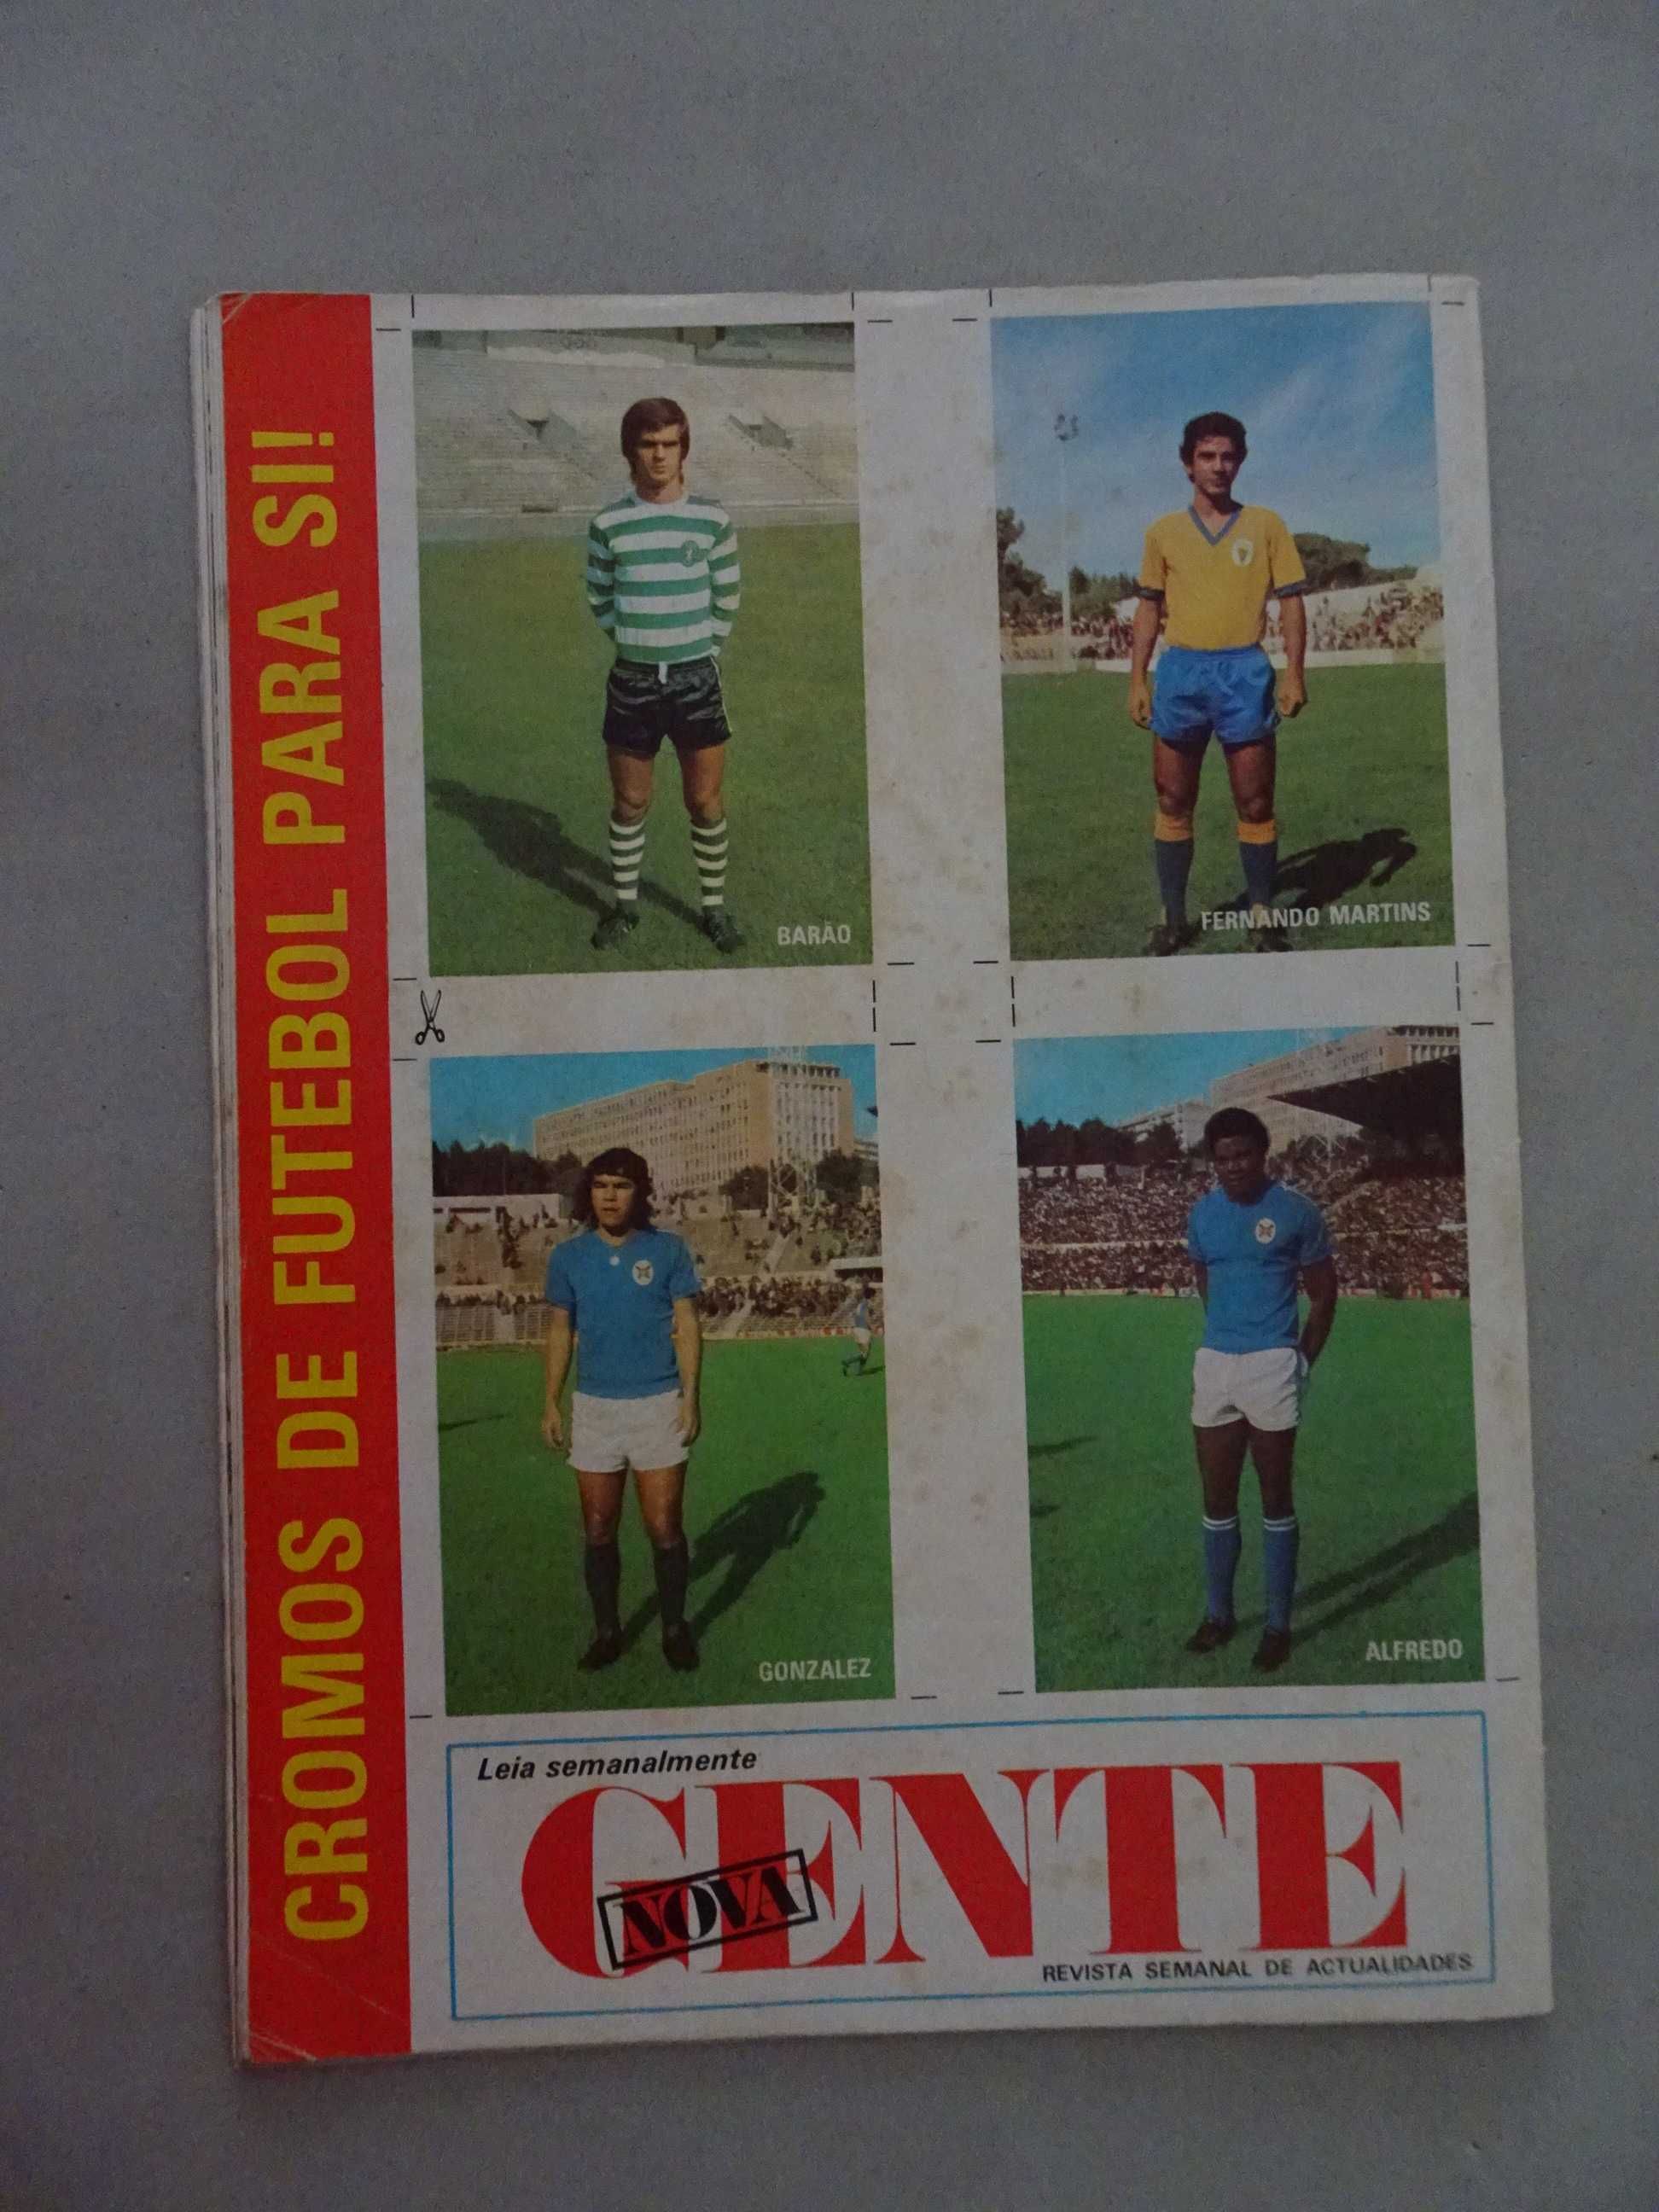 CROMOS DE FUTEBOL PARA SI!
BARÃO
FERNANDO MARTINS
GONZALEZ
ALFREDO
Leia semanalmente
GENTE
NOVA
REVISTA SEMANAL DE ACTUALIDADES